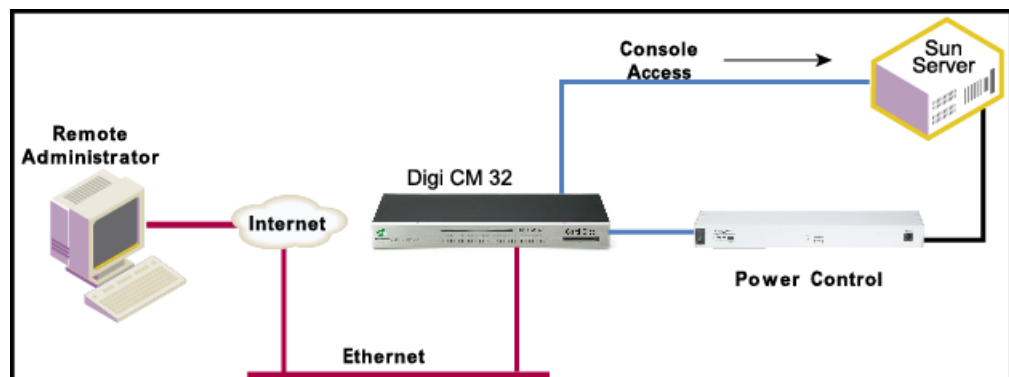 Console
Access
Sun
Server
Remote
Administrator
Digi CM 32
Internet
Power Control
Ethernet